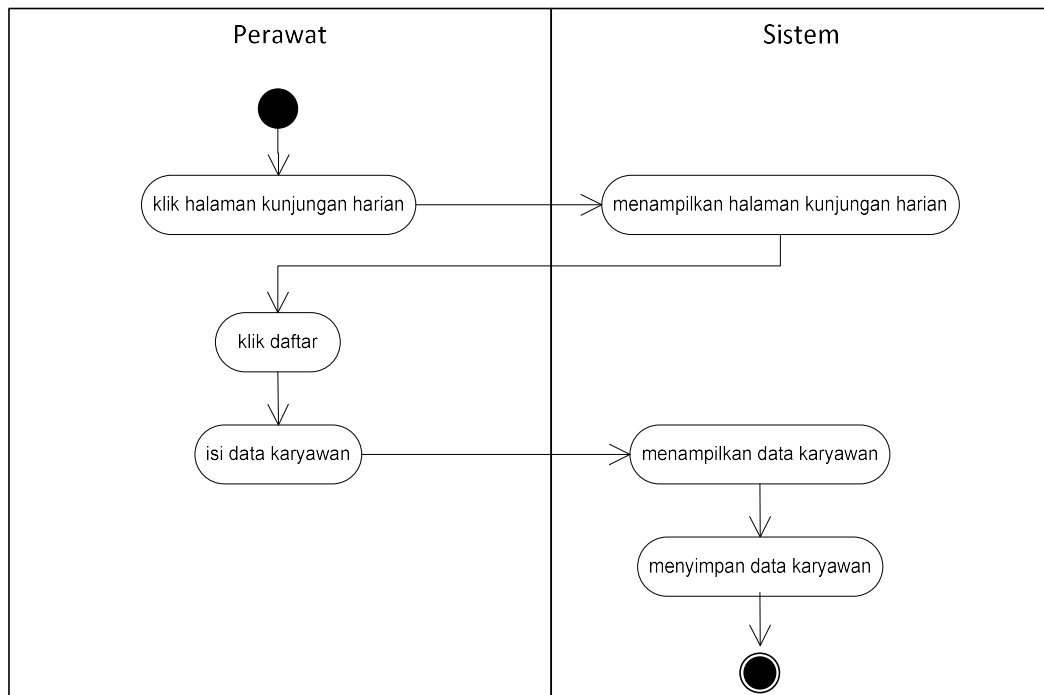 Perawat
Sistem
klik halaman kunjungan harian
menampilkan halaman kunjungan harian
klik daftar
isi data karyawan
menampilkan data karyawan
menyimpan data karyawan